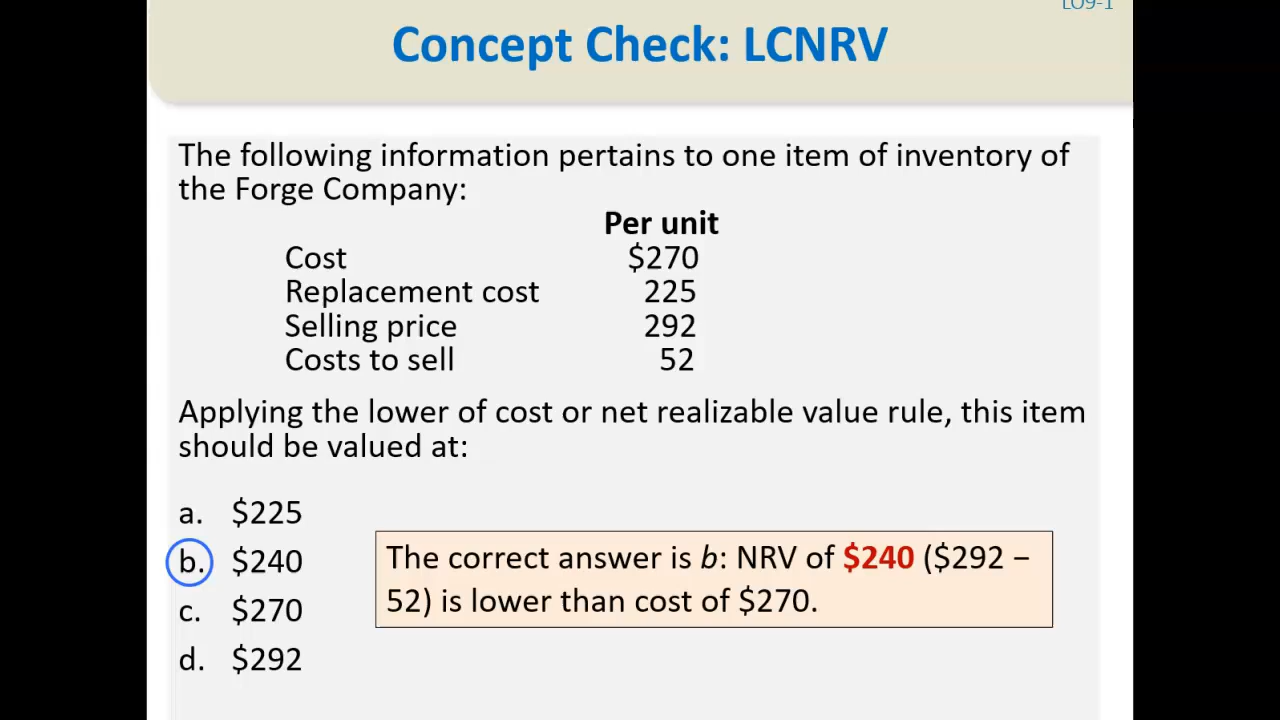 LO9-1
Concept Check: LCNRV
The following information pertains to one item of inventory of
the Forge Company:
Per unit
Cost $270
Replacement cost 225
Selling price 292
Costs to sell 52
Applying the lower of cost or net realizable value rule, this item
should be valued at:
a. $225
b. $240
c. $270
d. $292
The correct answer is b: NRV of $240 ($292 −
52) is lower than cost of $270.